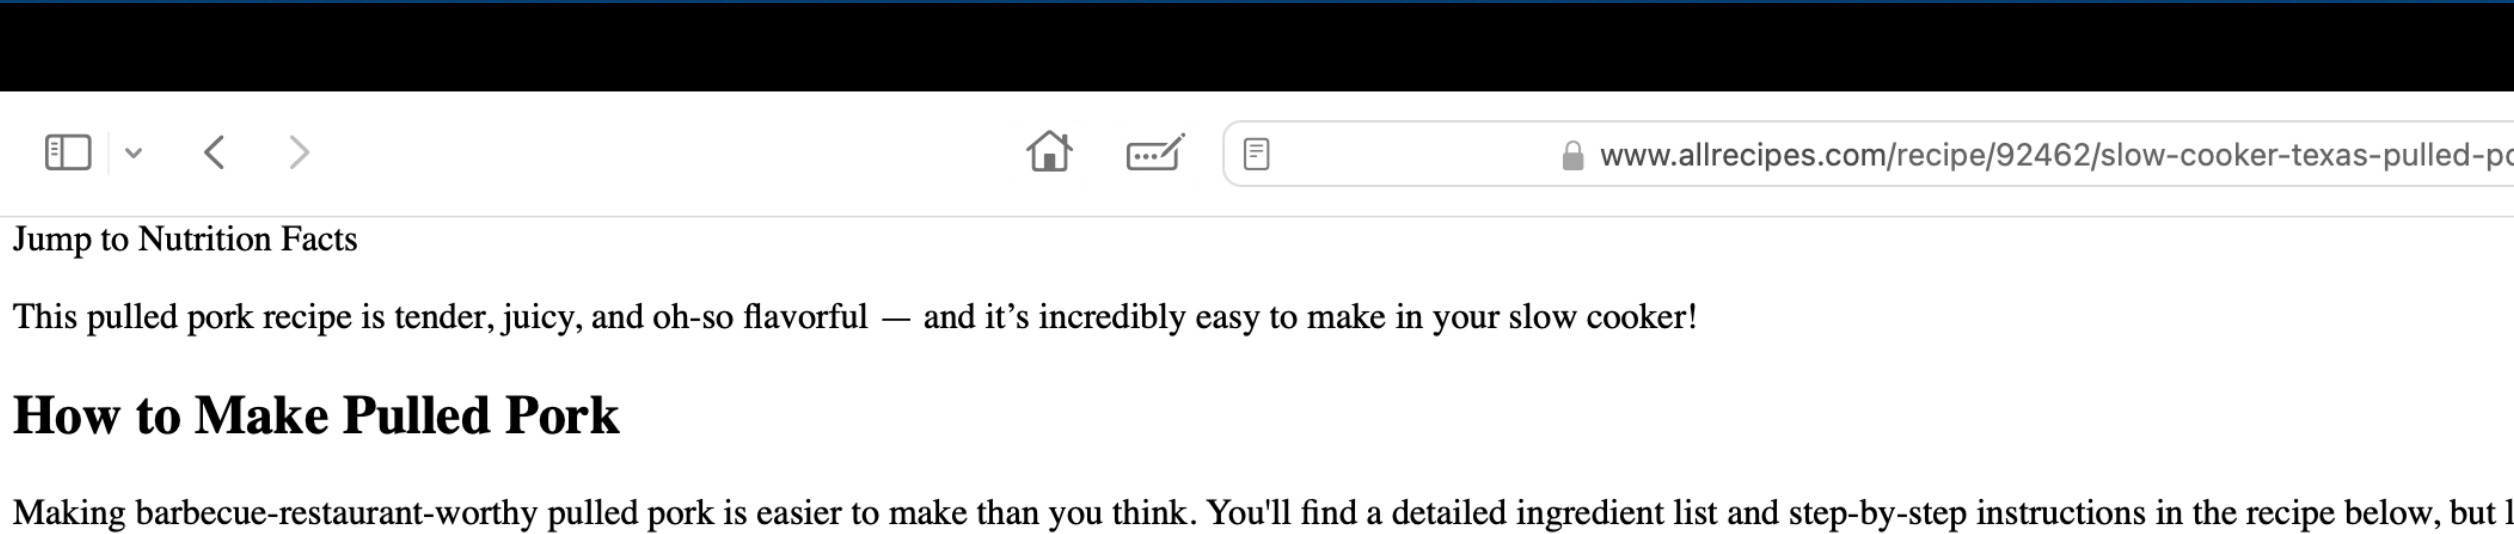 www.allrecipes.com/recipe/92462/slow-cooker-texas-pulled-po
Jump to Nutrition Facts
This pulled pork recipe is tender, juicy, and oh-so flavorful — and it’s incredibly easy to make in your slow cooker!
How to Make Pulled Pork
Making barbecue-restaurant-worthy pulled pork is easier to make than you think. You'll find a detailed ingredient list and step-by-step instructions in the recipe below, but l